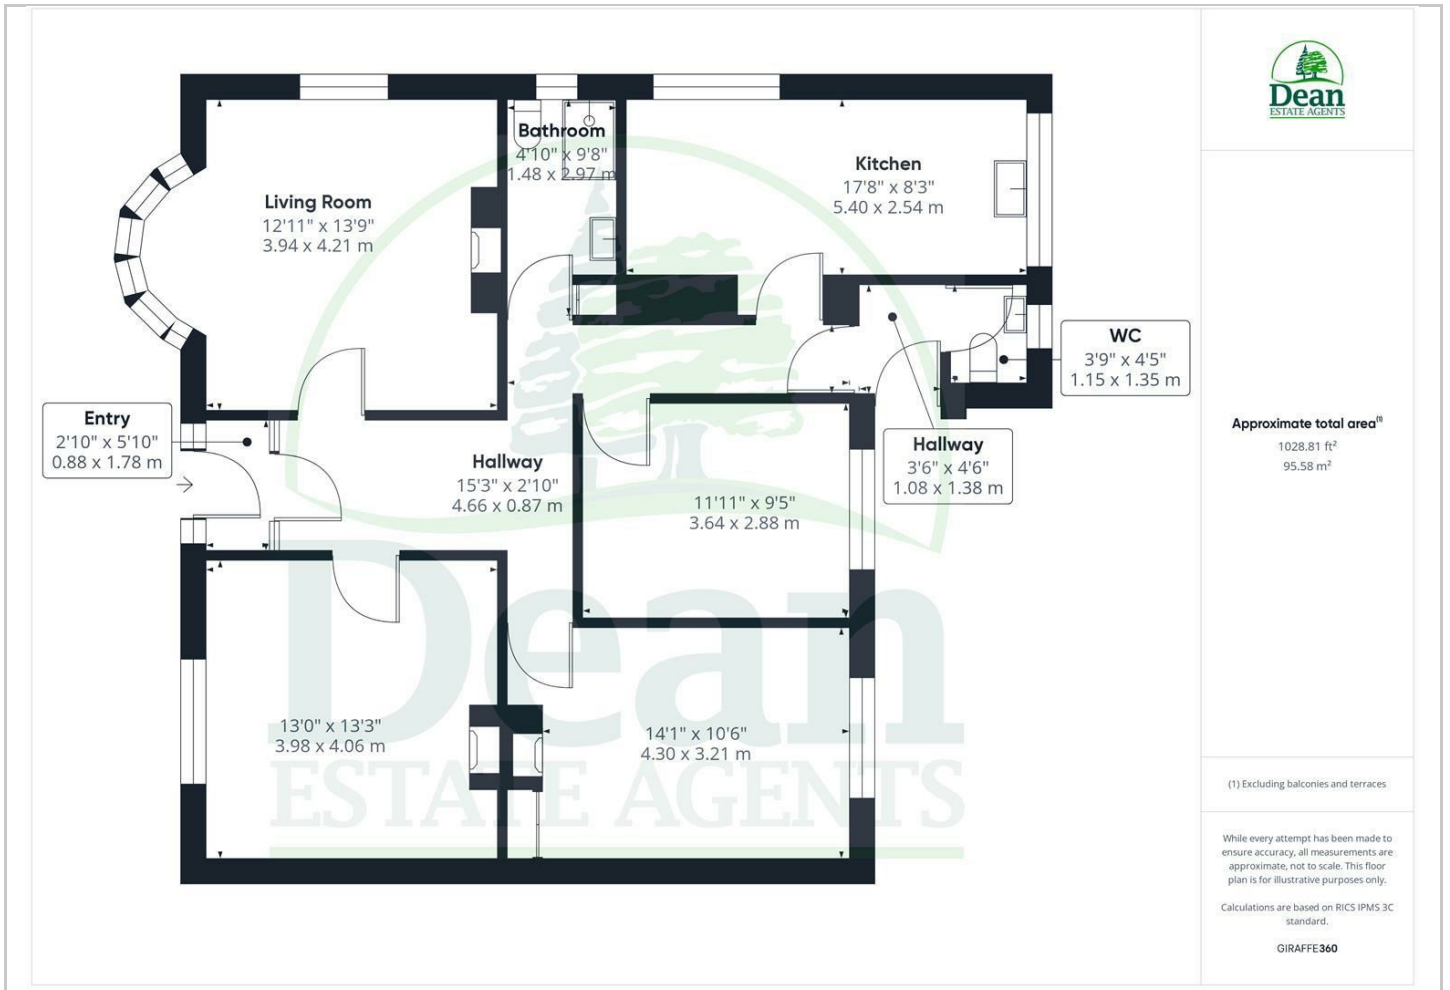 Living Room
12'11" x 13'9"
3.94 x 4.21 m
Bathroom
4'10" x 9'8"
1.48 x 2.97 m
Kitchen
17'8" x 8'3"
5.40 x 2.54 m
WC
3'9" x 4'5"
1.15 x 1.35 m
Entry
2'10" x 5'10"
0.88 x 1.78 m
Hallway
15'3" x 2'10"
4.66 x 0.87 m
Hallway
3'6" x 4'6"
1.08 x 1.38 m
11'11" x 9'5"
3.64 x 2.88 m
13'0" x 13'3"
3.98 x 4.06 m
14'1" x 10'6"
4.30 x 3.21 m
Dean
ESTATE AGENTS
Dean
ESTATE AGENTS
Approximate total area⁽¹⁾
1028.81 ft²
95.58 m²
(1) Excluding balconies and terraces
While every attempt has been made to
ensure accuracy, all measurements are
approximate, not to scale. This floor
plan is for illustrative purposes only.
Calculations are based on RICS IPMS 3C
standard.
GIRAFFE360